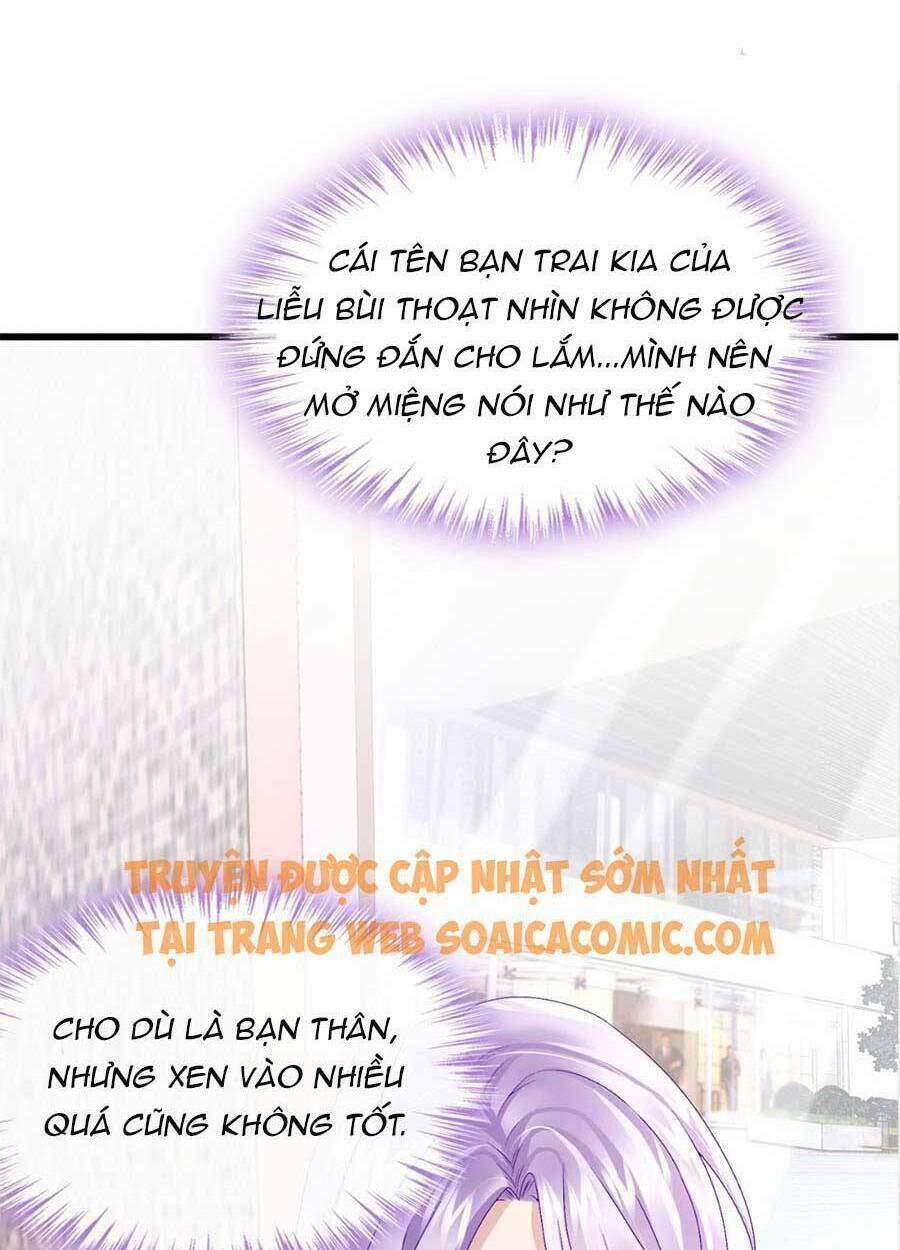 CÁI TÊN BẠN TRAI KIA CỦA
LIỄU BÙI THOẠT NHÌN KHÔNG ĐƯỢC
ĐỨNG ĐẮN CHO LẮM...MÌNH NÊN
MỞ MIỆNG NÓI NHƯ THẾ NÀO
ĐÂY?
TRUYỆN ĐƯỢC CẬP NHẬT SỚM NHẤT
TẠI TRANG WEB SOAICACOMIC.COM
CHO DÙ LÀ BẠN THÂN,
NHƯNG XEN VÀO NHIỀU
QUÁ CŨNG KHÔNG TỐT.